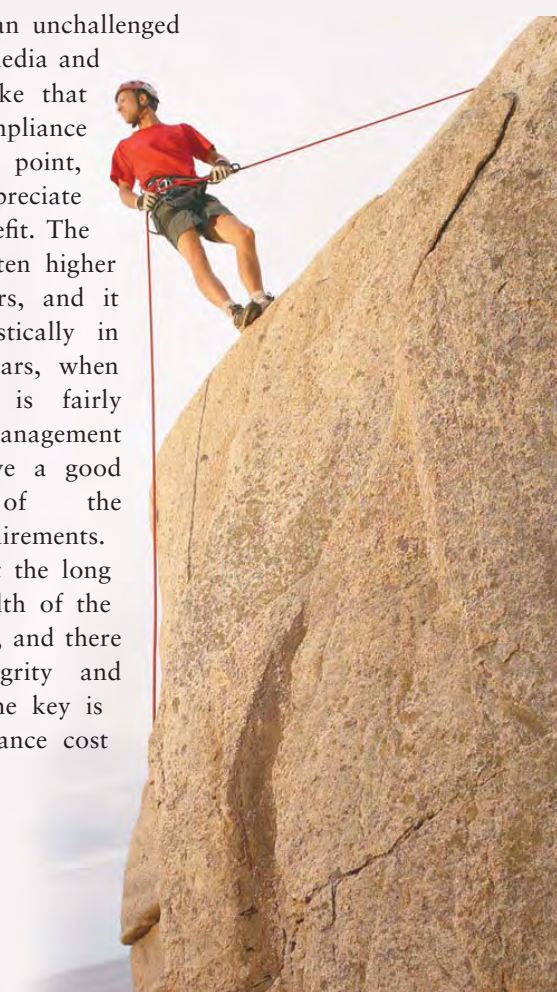 an unchallenged
edia and
ke that
mpliance
point,
preciate
efit. The
ten higher
rs, and it
stically in
ars, when
is fairly
anagement
ve a good
of the
uirements.
t the long
lth of the
, and there
grity and
he key is
ance cost